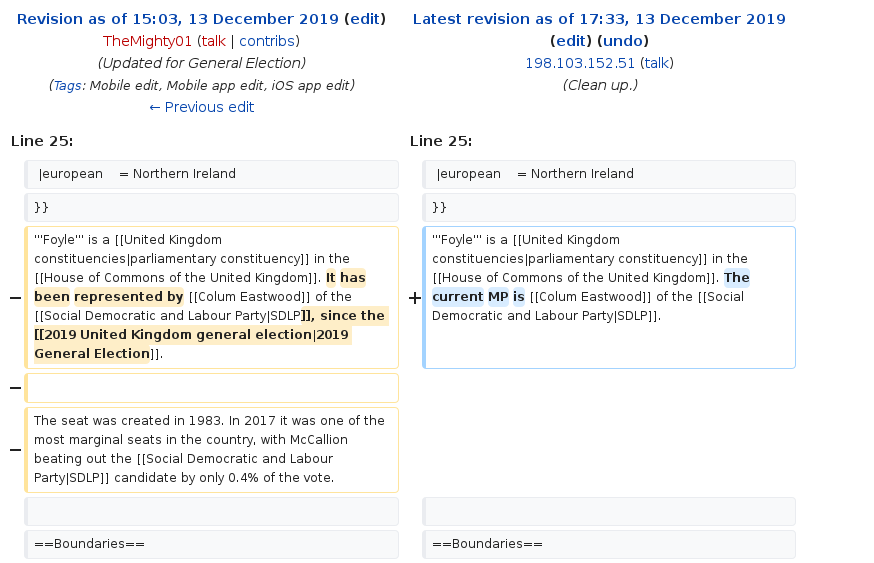 Revision as of 15:03, 13 December 2019 (edit)
TheMighty01 (talk | contribs)
(Updated for General Election)
(Tags: Mobile edit, Mobile app edit, iOS app edit)
← Previous edit
Latest revision as of 17:33, 13 December 2019
(edit) (undo)
198.103.152.51 (talk)
(Clean up.)
Line 25:
Line 25:
|european = Northern Ireland
|european = Northern Ireland
}}
}}
−
'''Foyle''' is a [[United Kingdom
constituencies|parliamentary constituency]] in the
[[House of Commons of the United Kingdom]]. It has
been represented by [[Colum Eastwood]] of the
[[Social Democratic and Labour Party|SDLP]], since the
[[2019 United Kingdom general election|2019
General Election]].
+
'''Foyle''' is a [[United Kingdom
constituencies|parliamentary constituency]] in the
[[House of Commons of the United Kingdom]]. The
current MP is [[Colum Eastwood]] of the [[Social
Democratic and Labour Party|SDLP]].
−
−
The seat was created in 1983. In 2017 it was one of the
most marginal seats in the country, with McCallion
beating out the [[Social Democratic and Labour
Party|SDLP]] candidate by only 0.4% of the vote.
==Boundaries==
==Boundaries==